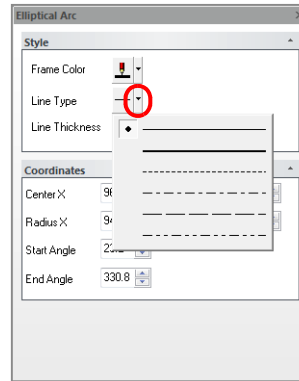 Elliptical Arc
Style
Frame Color
Line Type
Line Thickness
Coordinates
Center X
Radius X
Start Angle
End Angle 330.8